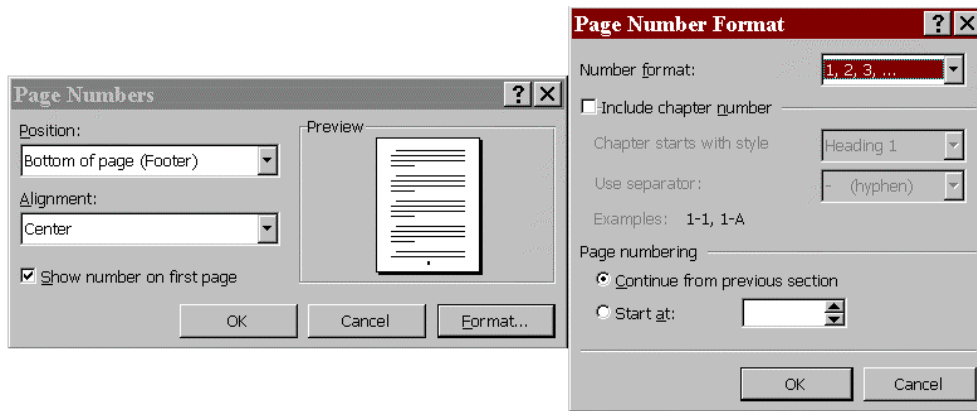 Page Numbers
Position:
Bottom of page (Footer)
Alignment:
Center
Show number on first page
Preview
OK
Cancel
Format...
Page Number Format
Number format:
1, 2, 3, ...
Include chapter number
Chapter starts with style
Heading 1
Use separator:
- (hyphen)
Examples: 1-1, 1-A
Page numbering
Continue from previous section
Start at:
OK
Cancel